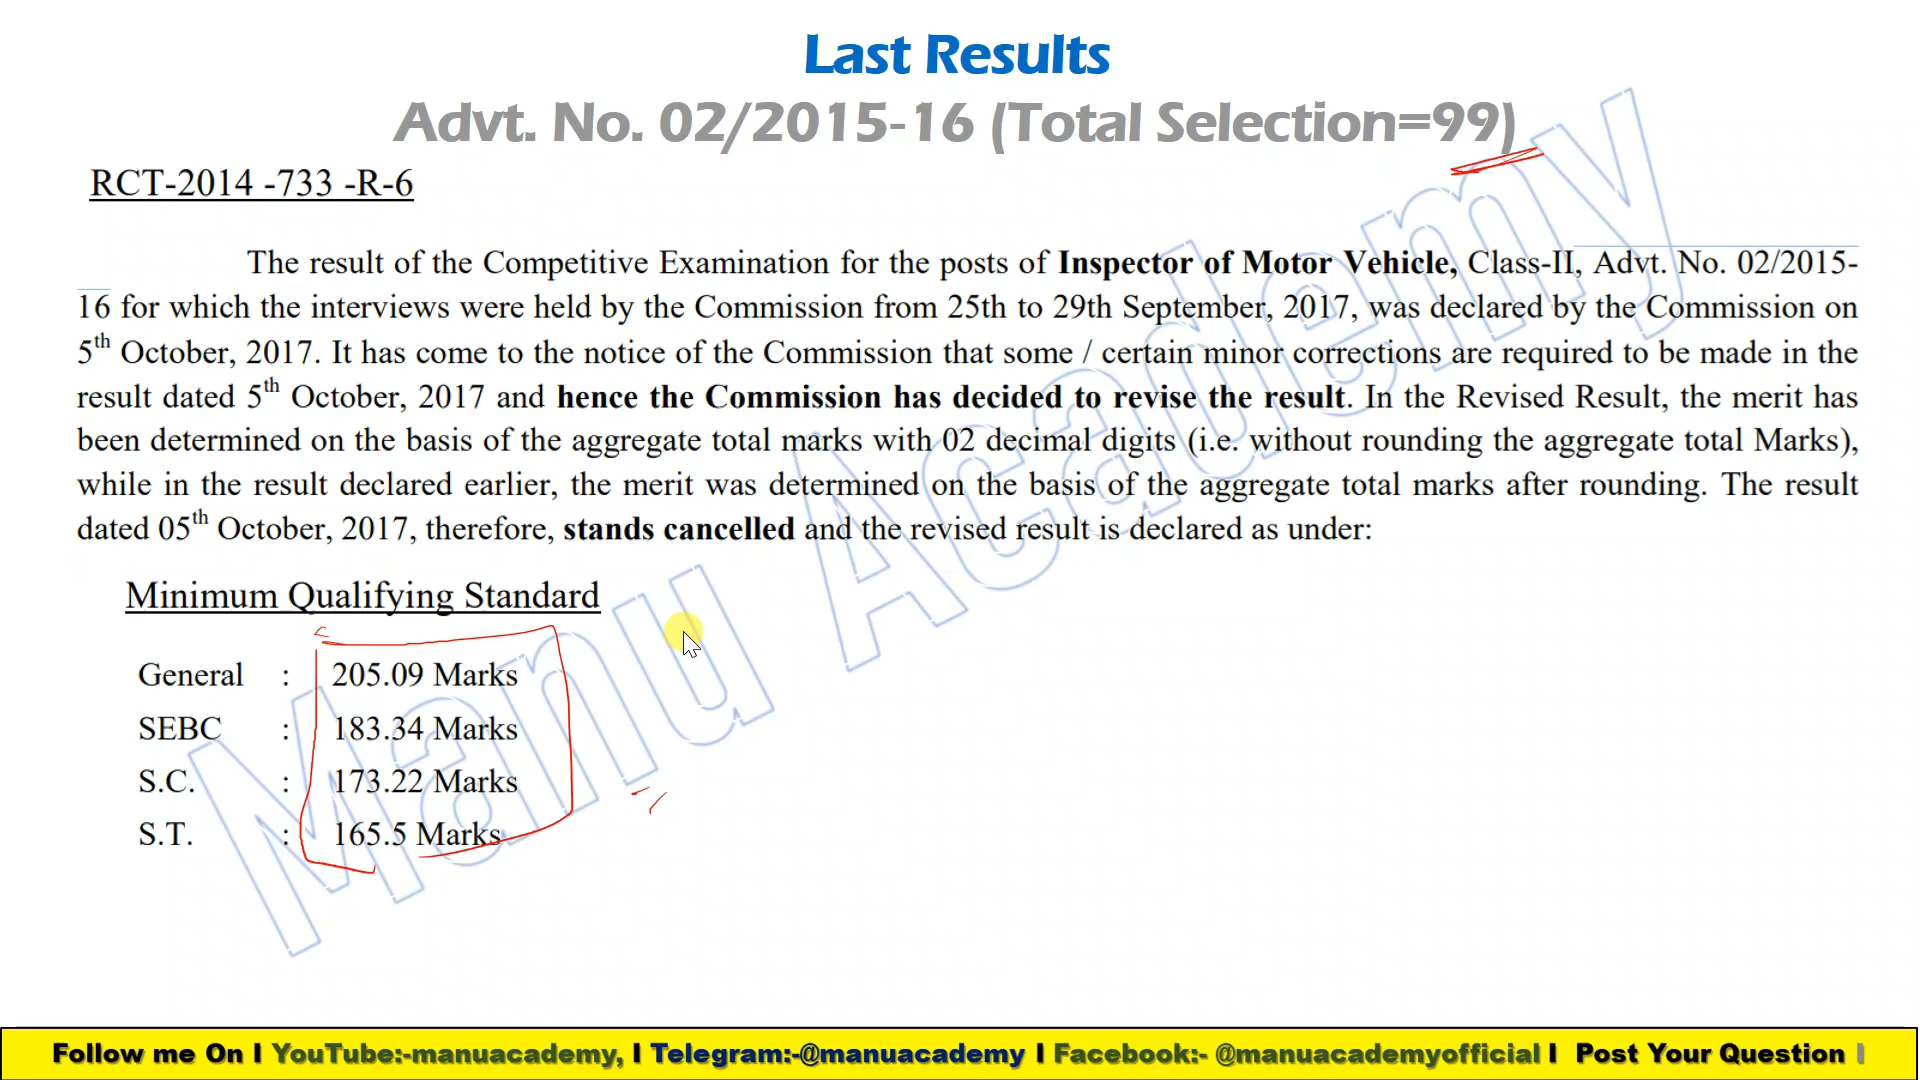 Last Results
Advt. No. 02/2015-16 (Total Selection=99)
RCT-2014 -733 -R-6
The result of the Competitive Examination for the posts of Inspector of Motor Vehicle, Class-II, Advt. No. 02/2015-
16 for which the interviews were held by the Commission from 25th to 29th September, 2017, was declared by the Commission on
5th October, 2017. It has come to the notice of the Commission that some / certain minor corrections are required to be made in the
result dated 5th October, 2017 and hence the Commission has decided to revise the result. In the Revised Result, the merit has
been determined on the basis of the aggregate total marks with 02 decimal digits (i.e. without rounding the aggregate total Marks),
while in the result declared earlier, the merit was determined on the basis of the aggregate total marks after rounding. The result
dated 05th October, 2017, therefore, stands cancelled and the revised result is declared as under:
Minimum Qualifying Standard
General : 205.09 Marks
SEBC : 183.34 Marks
S.C. : 173.22 Marks
S.T. : 165.5 Marks
Manu Academy
Follow me On I YouTube:-manuacademy, I Telegram:-@manuacademy I Facebook:- @manuacademyofficial I Post Your Question I